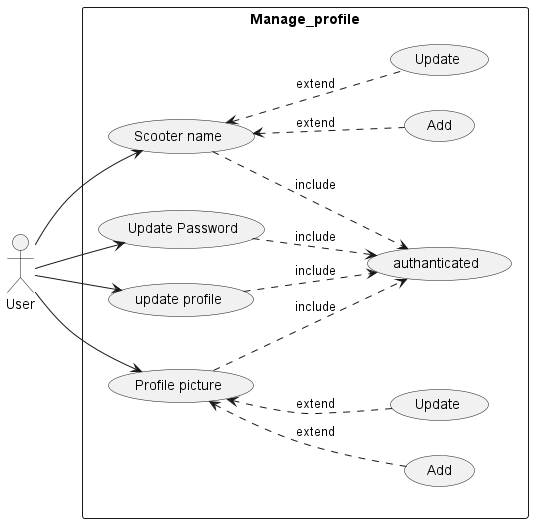 Manage_profile
Update
extend
Add
extend
Scooter name
include
Update Password
include
authanticated
include
update profile
User
include
Profile picture
extend
Update
extend
Add